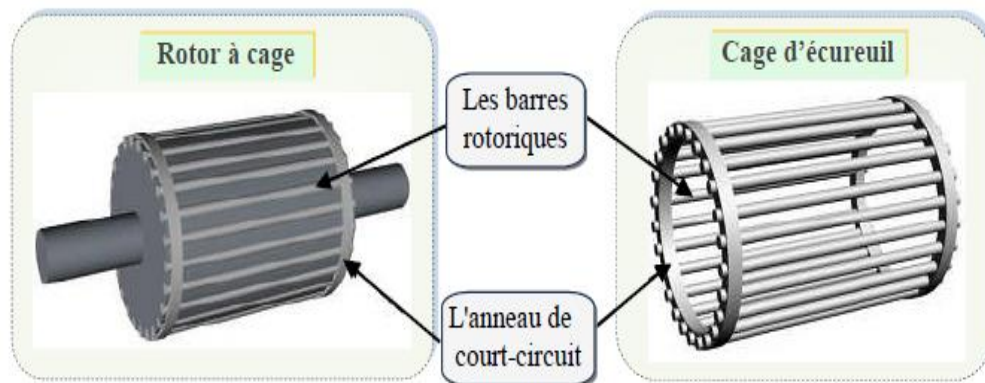 Rotor à cage
Cage d'écureuil
Les barres
rotoriques
L'anneau de
court-circuit